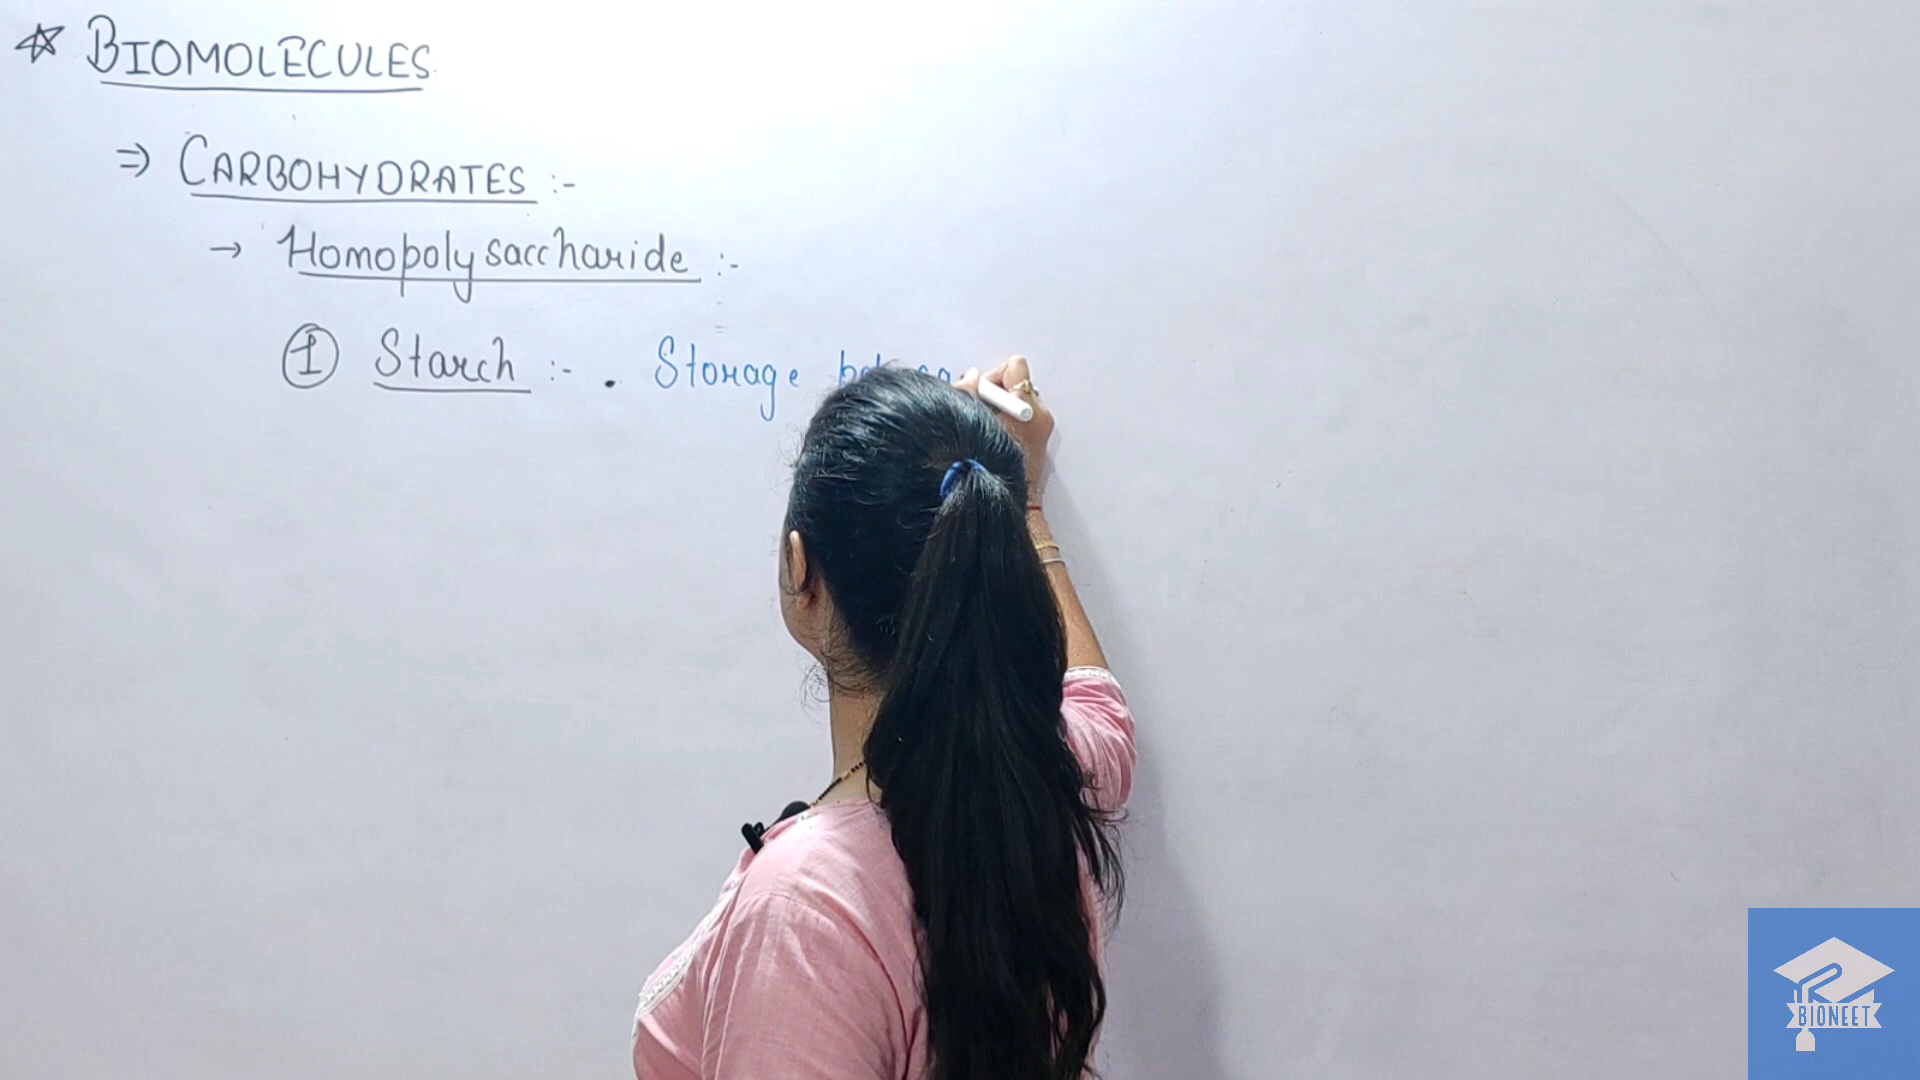 ☆ BIOMOLECULES
⇒ CARBOHYDRATES :-
→ Homopolysaccharide :-
① Starch :- . Storage
BIONEET